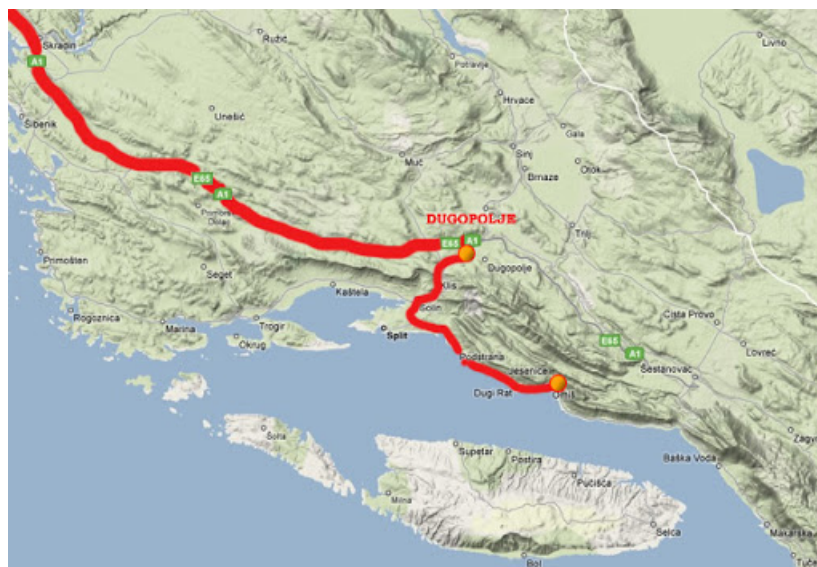 Ružić
Livno
Skradin
A1
Potravlje
Hrvace
Unešić
Šibenik
Gala
Sinj
Otok
Muć
Brnaze
E65
A1
Primorski
Dolac
DUGOPOLJE
Trilj
E65 A1
Primošten
Dugopolje
Seget
Klis
Kaštela
Solin
Rogoznica
Marina
Trogir
Split
Okrug
Cista Provo
E65
A1
Lovreć
Podstrana
Jesenice
Šestanovac
Dugi Rat
Omiš
Šolta
Supetar
Postira
Baška Voda
Pučišća
Milna
Selca
Makarska
Bol